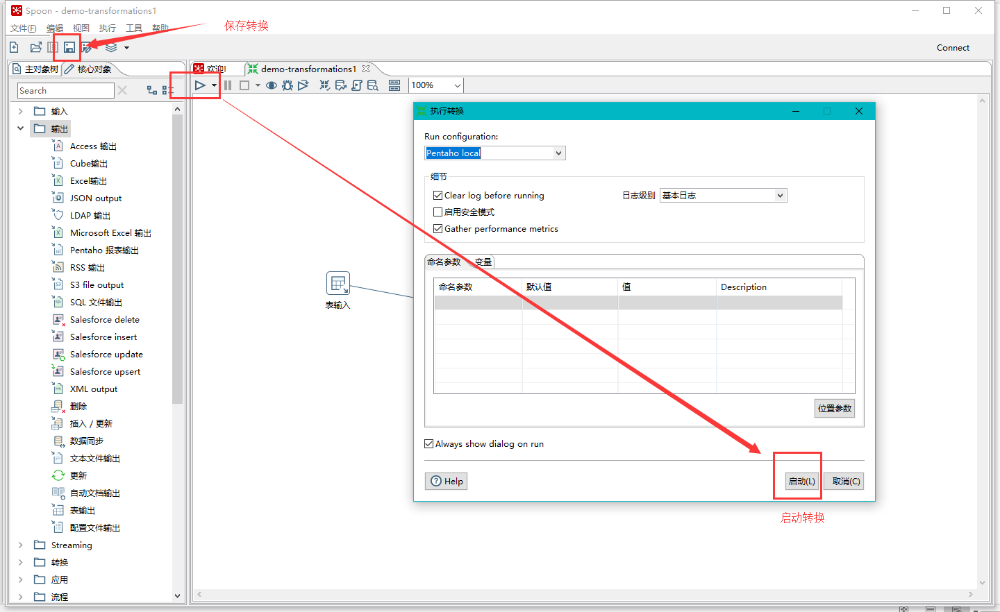 Spoon - demo-transformations1
文件(F) 编辑 视图 执行 工具 帮助
保存转换
Connect
主对象树 核心对象
欢迎! demo-transformations1
Search
100%
输入
输出
Access 输出
Cube输出
Excel输出
JSON output
LDAP 输出
Microsoft Excel 输出
Pentaho 报表输出
RSS 输出
S3 file output
SQL 文件输出
Salesforce delete
Salesforce insert
Salesforce update
Salesforce upsert
XML output
删除
插入 / 更新
数据同步
文本文件输出
更新
自动文档输出
表输出
配置文件输出
Streaming
转换
应用
流程
表输入
执行转换
Run configuration:
Pentaho local
细节
Clear log before running
日志级别 基本日志
启用安全模式
Gather performance metrics
命名参数 变量
命名参数 默认值 值 Description
位置参数
Always show dialog on run
Help
启动(L) 取消(C)
启动转换